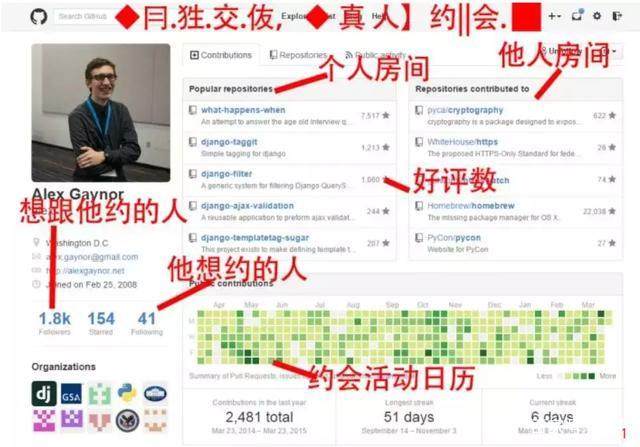 Search GitHub
◆冃.狌.交.伖, ◆ 真 人】约‖会.
Explore
Help
Contributions
Repositories
Public activity
个人房间
他人房间
Popular repositories
what-happens-when
An attempt to answer the age old interview q...
7,517 ★
django-taggit
Simple tagging for django
1,213 ★
django-filter
A generic system for filtering Django QueryS...
1,060 ★
django-ajax-validation
A reusable application to preform ajax validat...
244 ★
django-templatetag-sugar
This project exists to make defining template t...
207 ★
Repositories contributed to
pyca/cryptography
cryptography is a package designed to expos...
622 ★
WhiteHouse/https
The proposed HTTPS-Only Standard for fede...
26 ★
好评数
74 ★
Homebrew/homebrew
The missing package manager for OS X.
22,038 ★
PyCon/pycon
Website for PyCon
51 ★
Alex Gaynor
想跟他约的人
Washington D.C
alex.gaynor@gmail.com
http://alexgaynor.net
Joined on Feb 25, 2008
他想约的人
1.8k 154 41
Followers Starred Following
Organizations
GSA
Public contributions
Apr May Jun Jul Aug Sep Oct Nov Dec Jan Feb Mar
M
W
F
Summary of Pull Requests, issues
Less More
约会活动日历
Contributions in the last year
2,481 total
Mar 23, 2014 – Mar 23, 2015
Longest streak
51 days
September 14 – November 3
Current streak
6 days
1